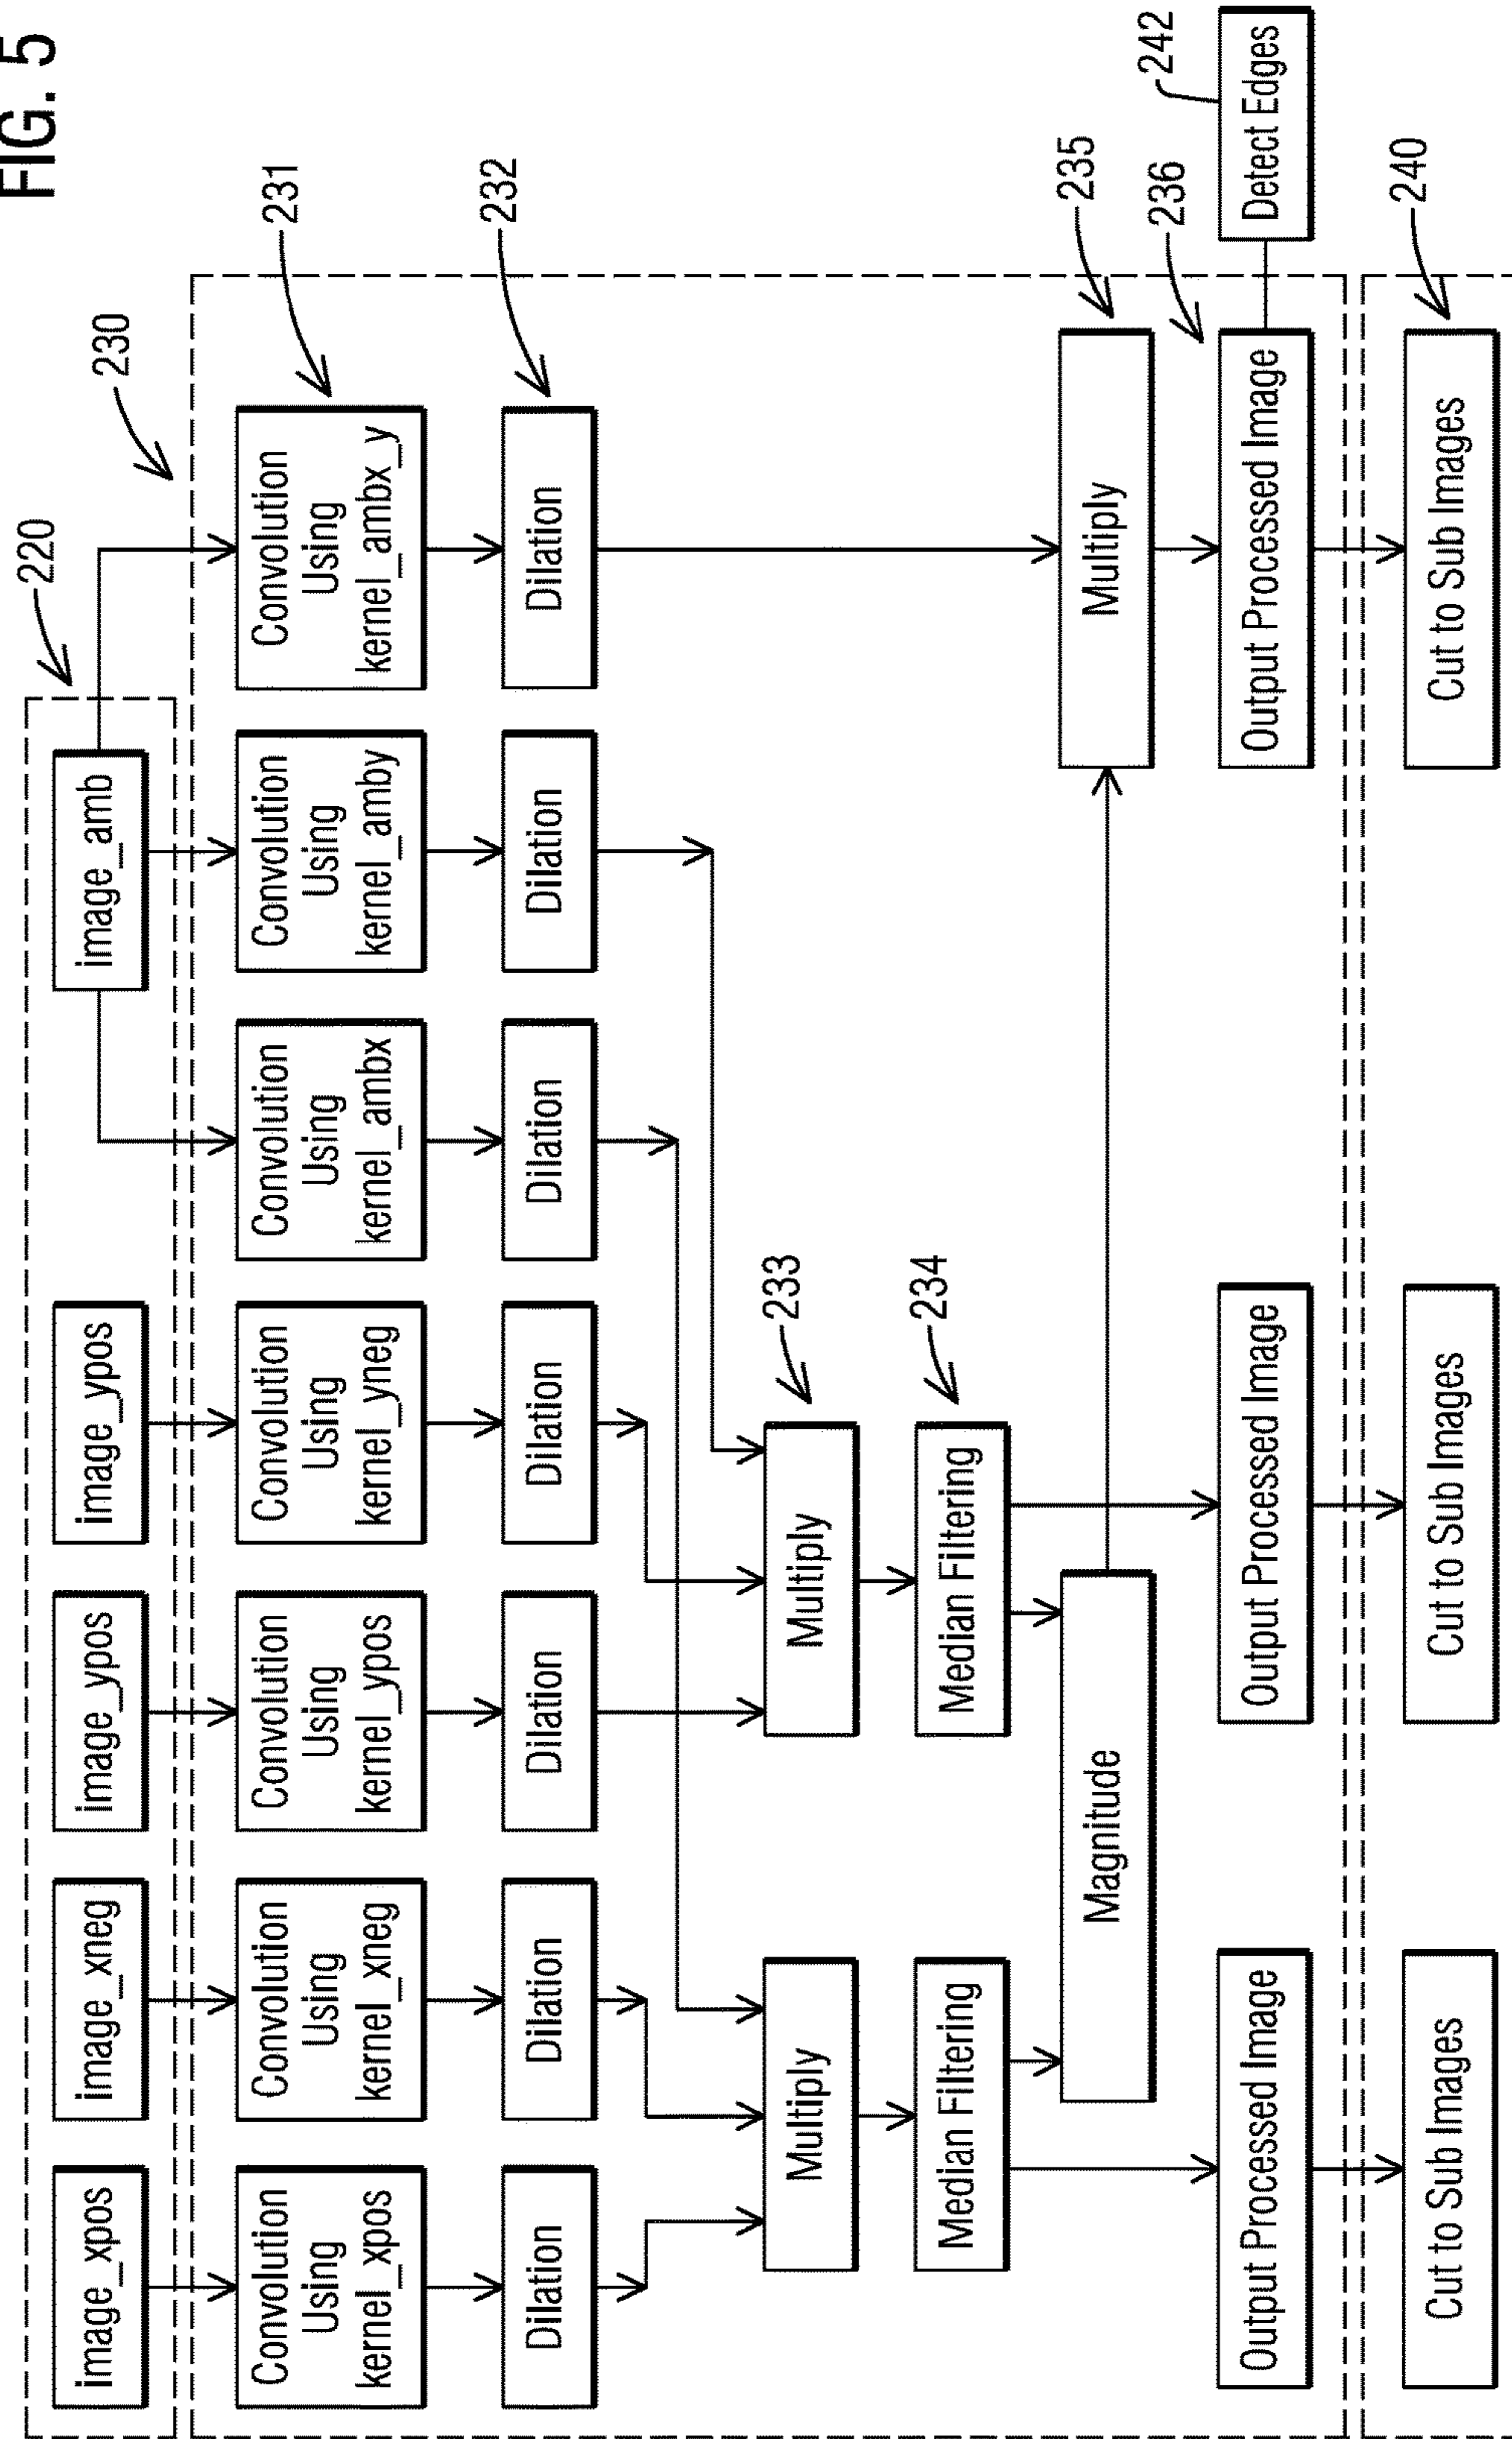 FIG. 5
220
image_xpos
image_xneg
image_ypos
image_ypos
image_amb
230
231
Convolution
Using
kernel_xpos
Convolution
Using
kernel_xneg
Convolution
Using
kernel_ypos
Convolution
Using
kernel_yneg
Convolution
Using
kernel_ambx
Convolution
Using
kernel_amby
Convolution
Using
kernel_ambx_y
232
Dilation
Dilation
Dilation
Dilation
Dilation
Dilation
Dilation
233
Multiply
Multiply
234
Median Filtering
Median Filtering
235
Magnitude
Multiply
236
Output Processed Image
Output Processed Image
Output Processed Image
242
Detect Edges
240
Cut to Sub Images
Cut to Sub Images
Cut to Sub Images